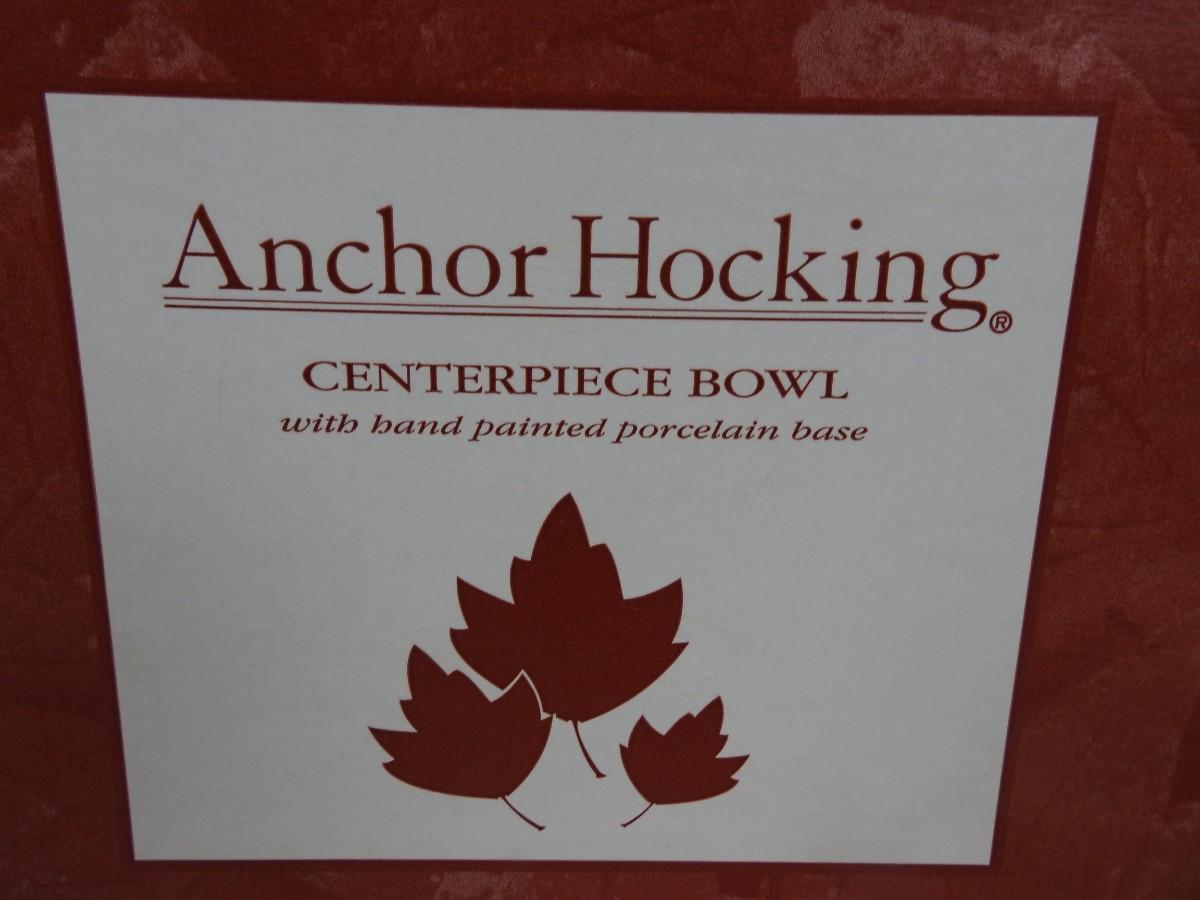 Anchor Hocking®
CENTERPIECE BOWL
with hand painted porcelain base